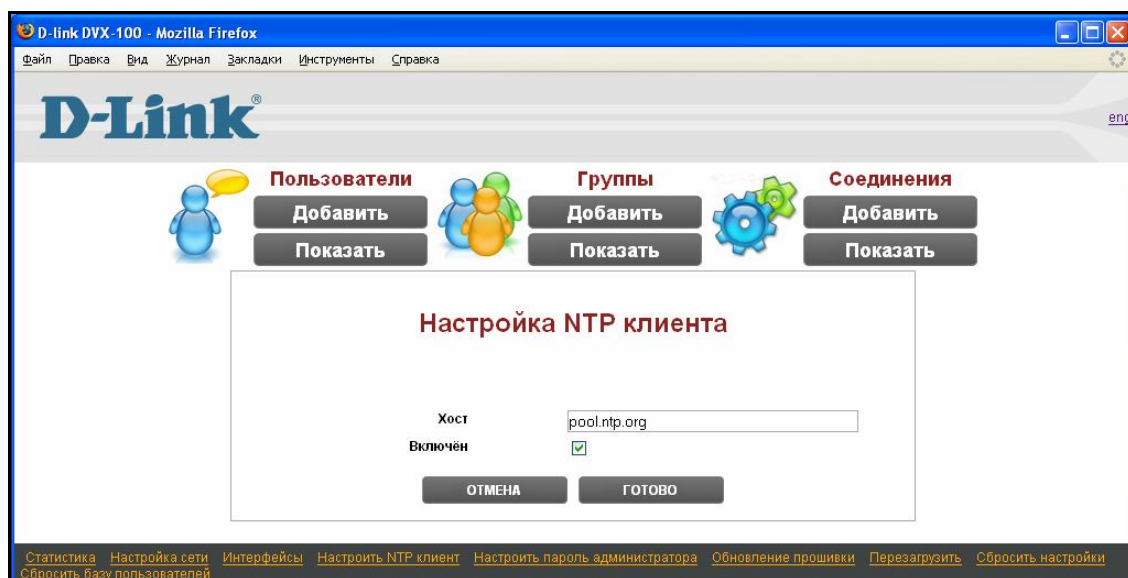 D-link DVX-100 - Mozilla Firefox
Файл Правка Вид Журнал Закладки Инструменты Справка
D-Link®
eng
Пользователи Группы Соединения
Добавить Добавить Добавить
Показать Показать Показать
Настройка NTP клиента
Хост pool.ntp.org
Включён
ОТМЕНА ГОТОВО
Статистика Настройка сети Интерфейсы Настроить NTP клиент Настроить пароль администратора Обновление прошивки Перезагрузить Сбросить настройки
Сбросить базу пользователей